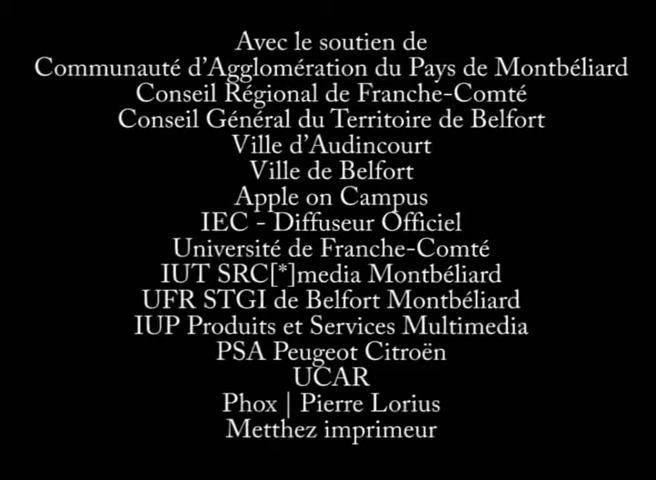 Avec le soutien de
Communauté d'Agglomération du Pays de Montbéliard
Conseil Régional de Franche-Comté
Conseil Général du Territoire de Belfort
Ville d'Audincourt
Ville de Belfort
Apple on Campus
IEC - Diffuseur Officiel
Université de Franche-Comté
IUT SRC[*]media Montbéliard
UFR STGI de Belfort Montbéliard
IUP Produits et Services Multimedia
PSA Peugeot Citroën
UCAR
Phox | Pierre Lorius
Metthez imprimeur